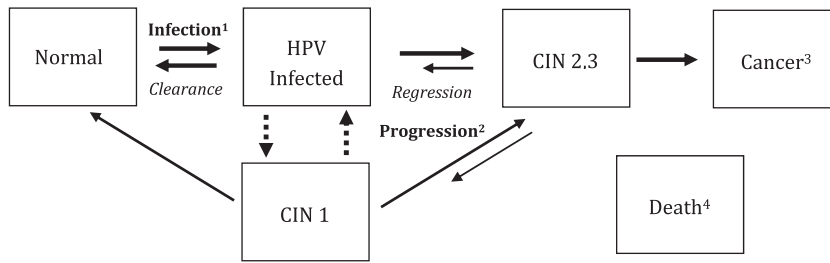 Normal
Infection¹
Clearance
HPV
Infected
Regression
CIN 2,3
Cancer³
Progression²
CIN 1
Death⁴